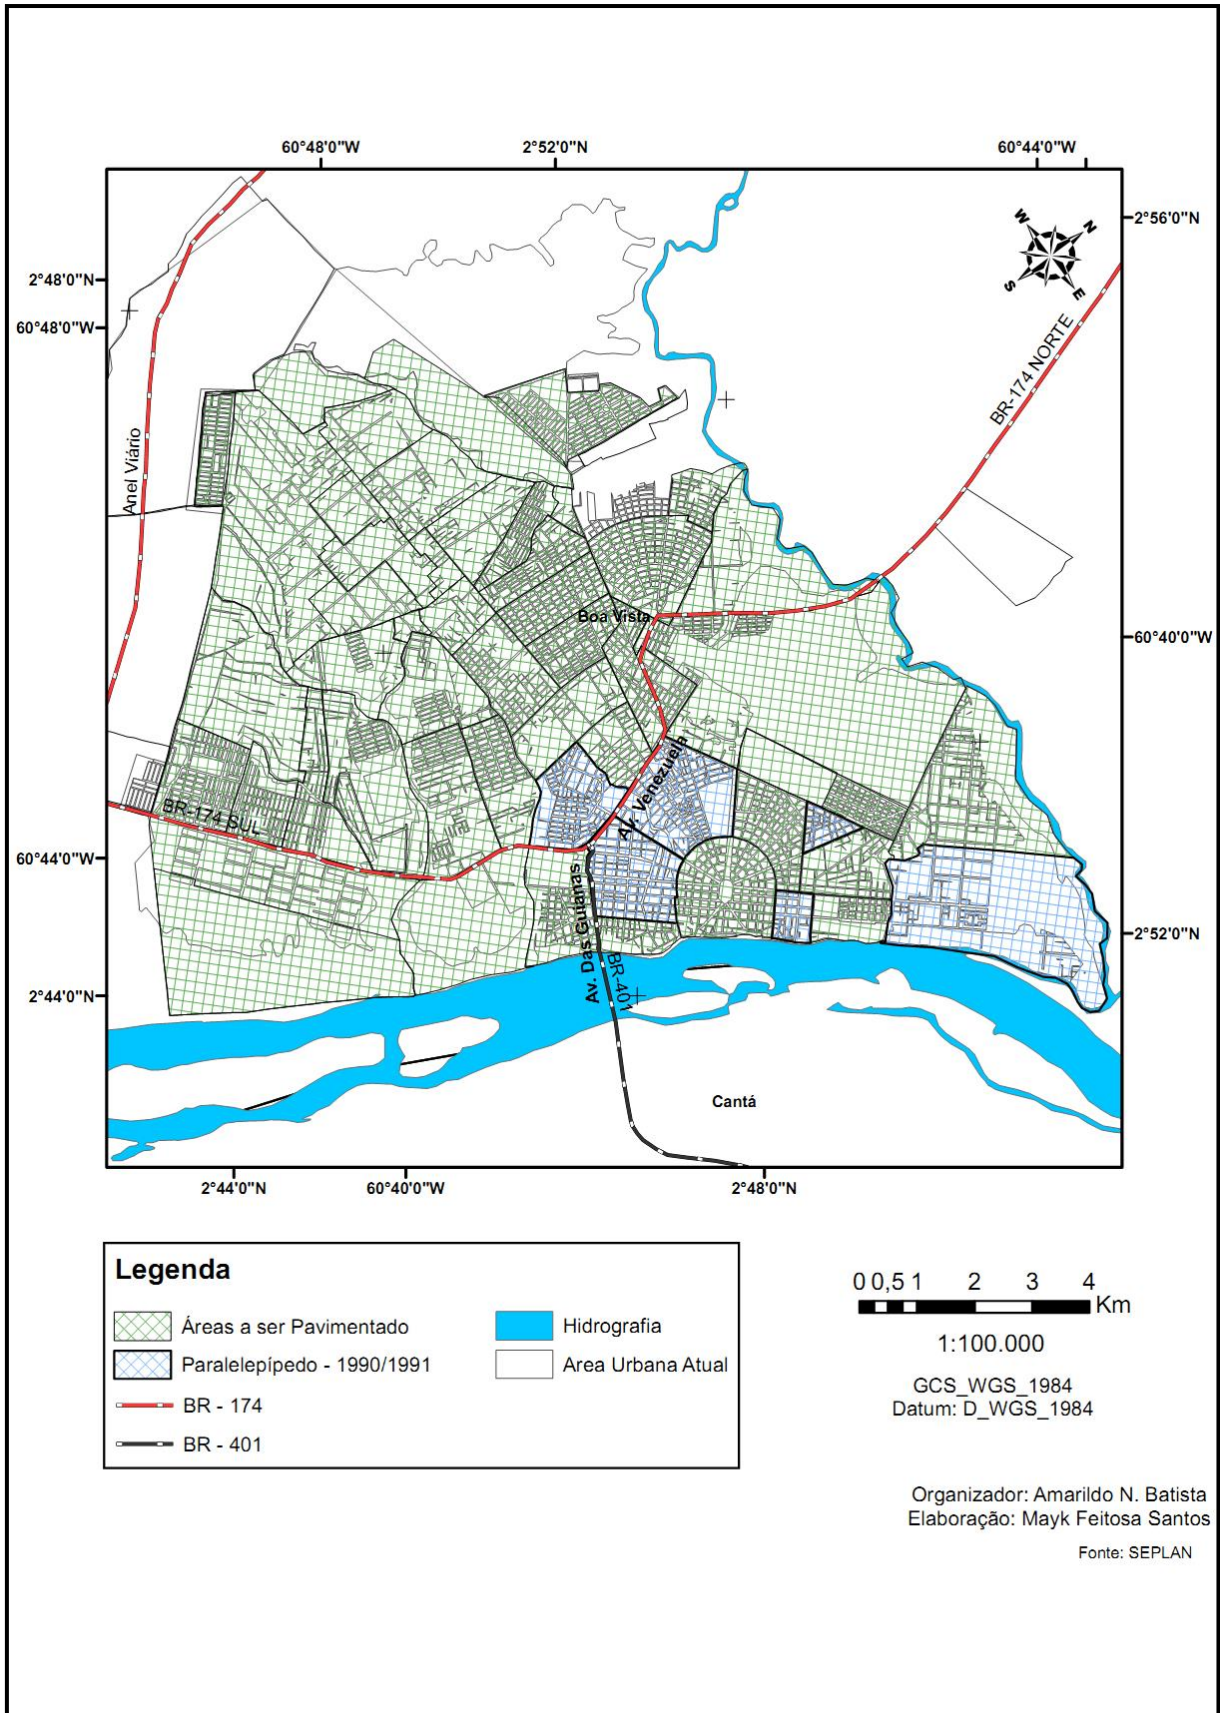 60°48'0"W 2°52'0"N 60°44'0"W
2°56'0"N
2°48'0"N
60°48'0"W
W N S E
BR-174 NORTE
Anel Viário
Boa Vista
60°40'0"W
Av. Venezuela
BR-174 SUL
60°44'0"W
Av. Das Guianas
BR-401
2°52'0"N
2°44'0"N
Cantá
2°44'0"N 60°40'0"W 2°48'0"N
Legenda
Áreas a ser Pavimentado
Paralelepípedo - 1990/1991
BR - 174
BR - 401
Hidrografia
Area Urbana Atual
0 0,5 1 2 3 4
Km
1:100.000
GCS_WGS_1984
Datum: D_WGS_1984
Organizador: Amarildo N. Batista
Elaboração: Mayk Feitosa Santos
Fonte: SEPLAN